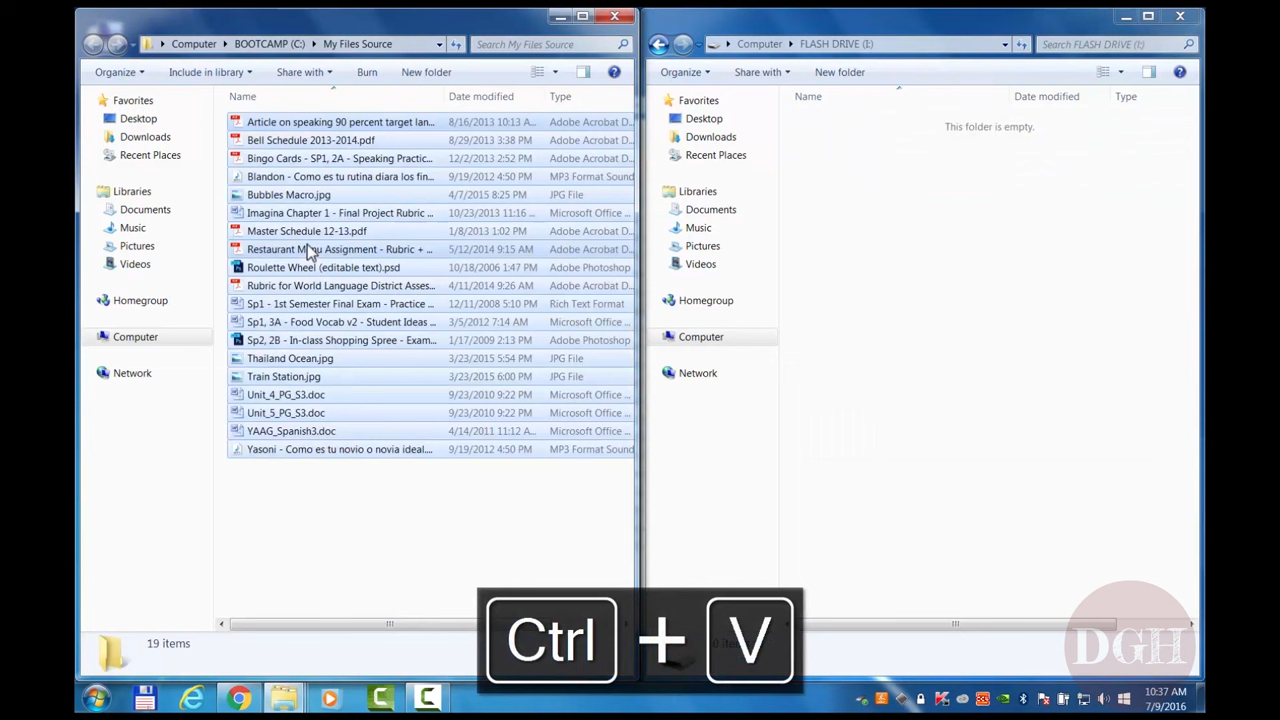 Computer BOOTCAMP (C:) My Files Source
Search My Files Source
Organize Include in library Share with Burn New folder
Favorites
Desktop
Downloads
Recent Places
Libraries
Documents
Music
Pictures
Videos
Homegroup
Computer
Network
Name Date modified Type
Article on speaking 90 percent target lan... 8/16/2013 10:13 A... Adobe Acrobat D...
Bell Schedule 2013-2014.pdf 8/29/2013 3:38 PM Adobe Acrobat D...
Bingo Cards - SP1, 2A - Speaking Practic... 12/2/2013 2:52 PM Adobe Acrobat D...
Blandon - Como es tu rutina diara los fin... 9/19/2012 4:50 PM MP3 Format Sound
Bubbles Macro.jpg 4/7/2015 8:25 PM JPG File
Imagina Chapter 1 - Final Project Rubric ... 10/23/2013 11:16 ... Microsoft Office ...
Master Schedule 12-13.pdf 1/8/2013 1:02 PM Adobe Acrobat D...
Restaurant Menu Assignment - Rubric + ... 5/12/2014 9:15 AM Adobe Acrobat D...
Roulette Wheel (editable text).psd 10/18/2006 1:47 PM Adobe Photoshop
Rubric for World Language District Asses... 4/11/2014 9:26 AM Adobe Acrobat D...
Sp1 - 1st Semester Final Exam - Practice ... 12/11/2008 5:10 PM Rich Text Format
Sp1, 3A - Food Vocab v2 - Student Ideas ... 3/5/2012 7:14 AM Microsoft Office ...
Sp2, 2B - In-class Shopping Spree - Exam... 1/17/2009 2:13 PM Adobe Photoshop
Thailand Ocean.jpg 3/23/2015 5:54 PM JPG File
Train Station.jpg 3/23/2015 6:00 PM JPG File
Unit_4_PG_S3.doc 9/23/2010 9:22 PM Microsoft Office ...
Unit_5_PG_S3.doc 9/23/2010 9:22 PM Microsoft Office ...
YAAG_Spanish3.doc 4/14/2011 11:12 A... Microsoft Office ...
Yasoni - Como es tu novio o novia ideal.... 9/19/2012 4:50 PM MP3 Format Sound
19 items
Computer FLASH DRIVE (I:)
Search FLASH DRIVE (I:)
Organize Share with New folder
Favorites
Desktop
Downloads
Recent Places
Libraries
Documents
Music
Pictures
Videos
Homegroup
Computer
Network
Name Date modified Type
This folder is empty.
Ctrl + V
DGH
10:37 AM
7/9/2016